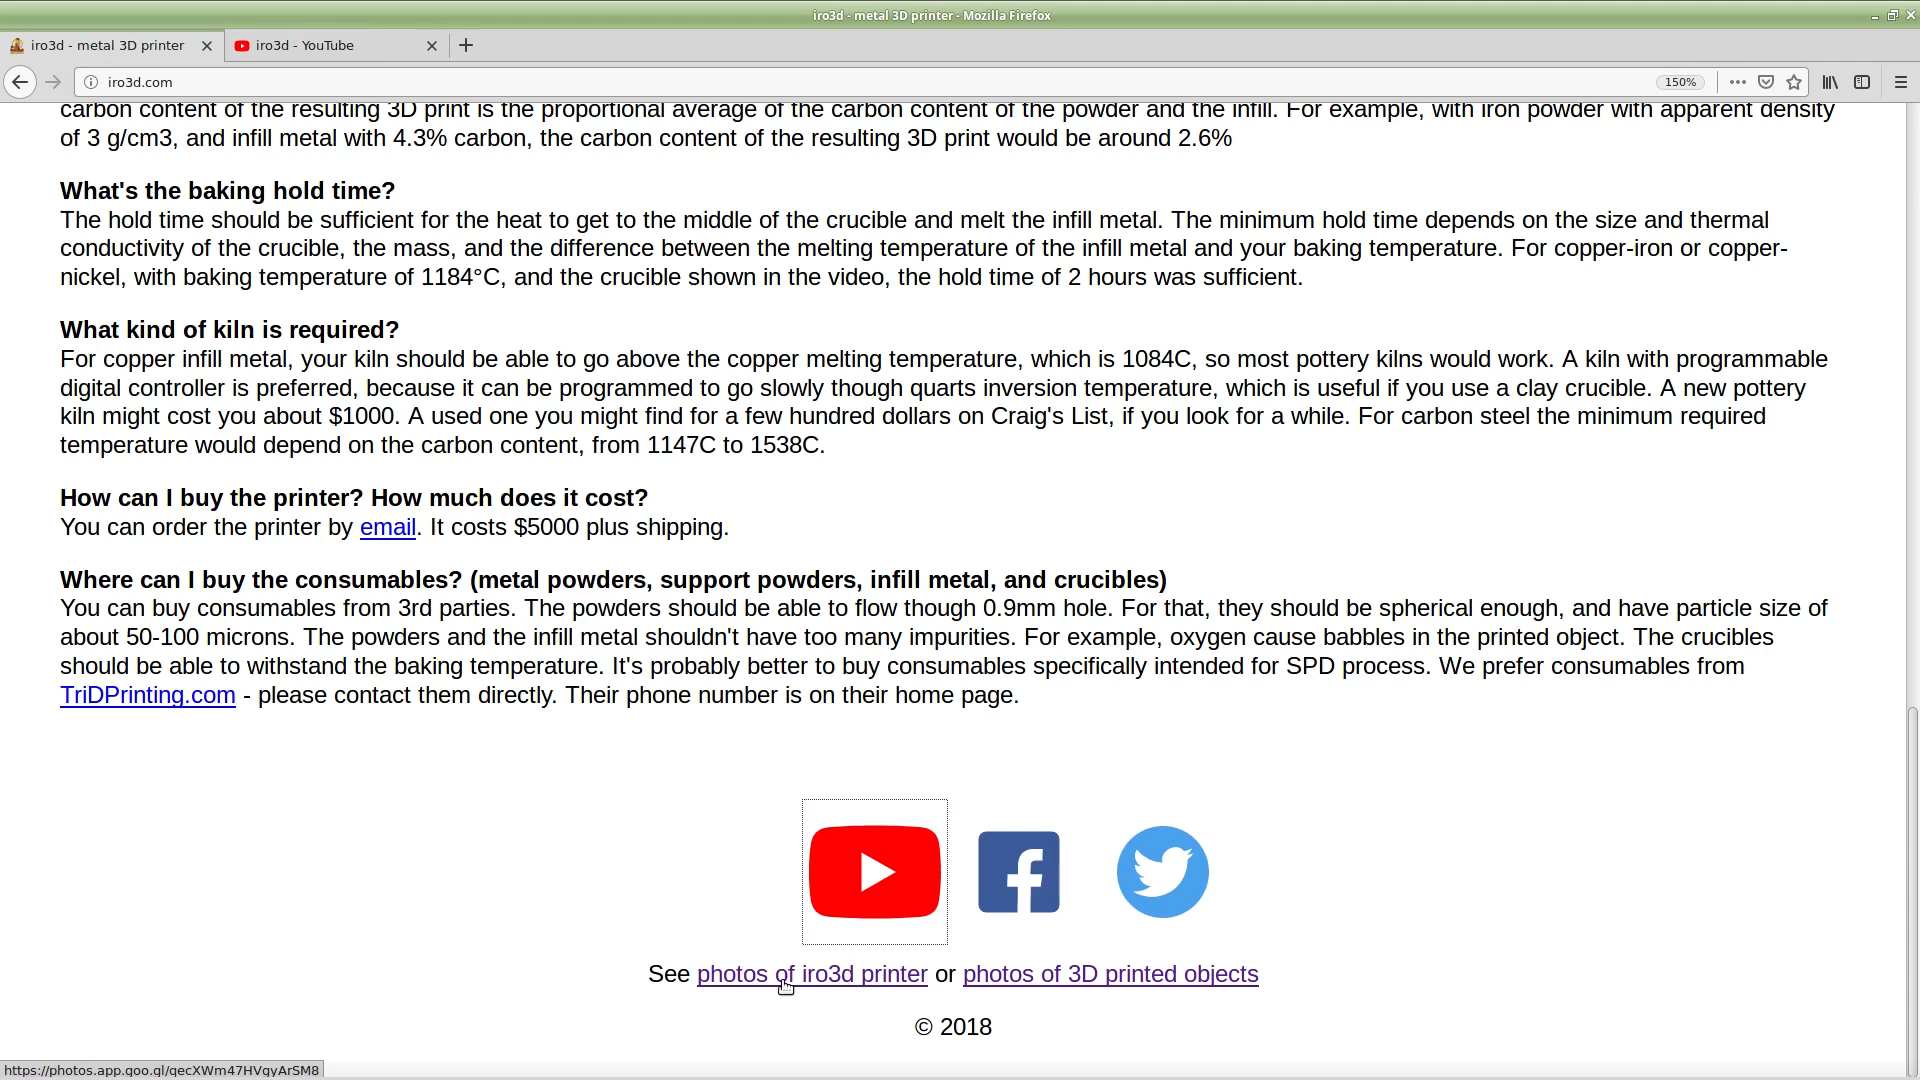 iro3d - metal 3D printer - Mozilla Firefox
iro3d - metal 3D printer
iro3d - YouTube
iro3d.com
150%
carbon content of the resulting 3D print is the proportional average of the carbon content of the powder and the infill. For example, with iron powder with apparent density
of 3 g/cm3, and infill metal with 4.3% carbon, the carbon content of the resulting 3D print would be around 2.6%
What's the baking hold time?
The hold time should be sufficient for the heat to get to the middle of the crucible and melt the infill metal. The minimum hold time depends on the size and thermal
conductivity of the crucible, the mass, and the difference between the melting temperature of the infill metal and your baking temperature. For copper-iron or copper-
nickel, with baking temperature of 1184°C, and the crucible shown in the video, the hold time of 2 hours was sufficient.
What kind of kiln is required?
For copper infill metal, your kiln should be able to go above the copper melting temperature, which is 1084C, so most pottery kilns would work. A kiln with programmable
digital controller is preferred, because it can be programmed to go slowly though quarts inversion temperature, which is useful if you use a clay crucible. A new pottery
kiln might cost you about $1000. A used one you might find for a few hundred dollars on Craig's List, if you look for a while. For carbon steel the minimum required
temperature would depend on the carbon content, from 1147C to 1538C.
How can I buy the printer? How much does it cost?
You can order the printer by email. It costs $5000 plus shipping.
Where can I buy the consumables? (metal powders, support powders, infill metal, and crucibles)
You can buy consumables from 3rd parties. The powders should be able to flow though 0.9mm hole. For that, they should be spherical enough, and have particle size of
about 50-100 microns. The powders and the infill metal shouldn't have too many impurities. For example, oxygen cause babbles in the printed object. The crucibles
should be able to withstand the baking temperature. It's probably better to buy consumables specifically intended for SPD process. We prefer consumables from
TriDPrinting.com - please contact them directly. Their phone number is on their home page.
See photos of iro3d printer or photos of 3D printed objects
© 2018
https://photos.app.goo.gl/qecXWm47HVgyArSM8